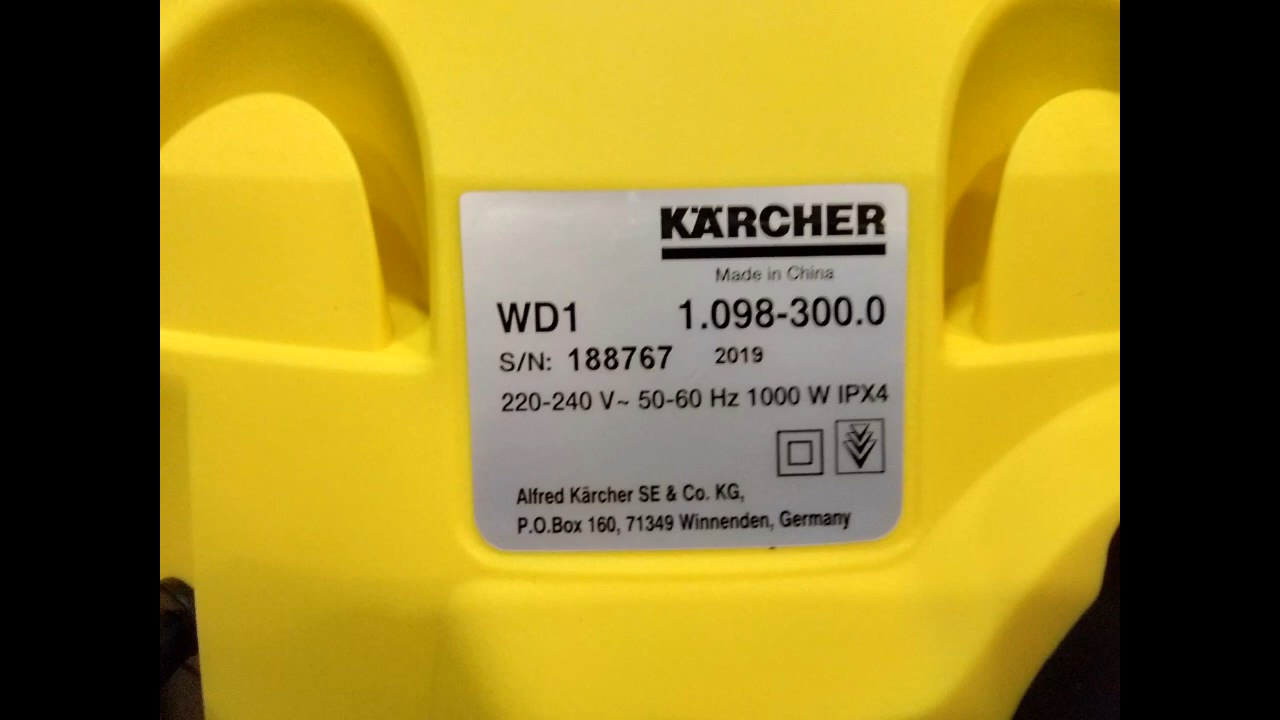 KÄRCHER
Made in China
WD1 1.098-300.0
S/N: 188767 2019
220-240 V~ 50-60 Hz 1000 W IPX4
Alfred Kärcher SE & Co. KG,
P.O.Box 160, 71349 Winnenden, Germany